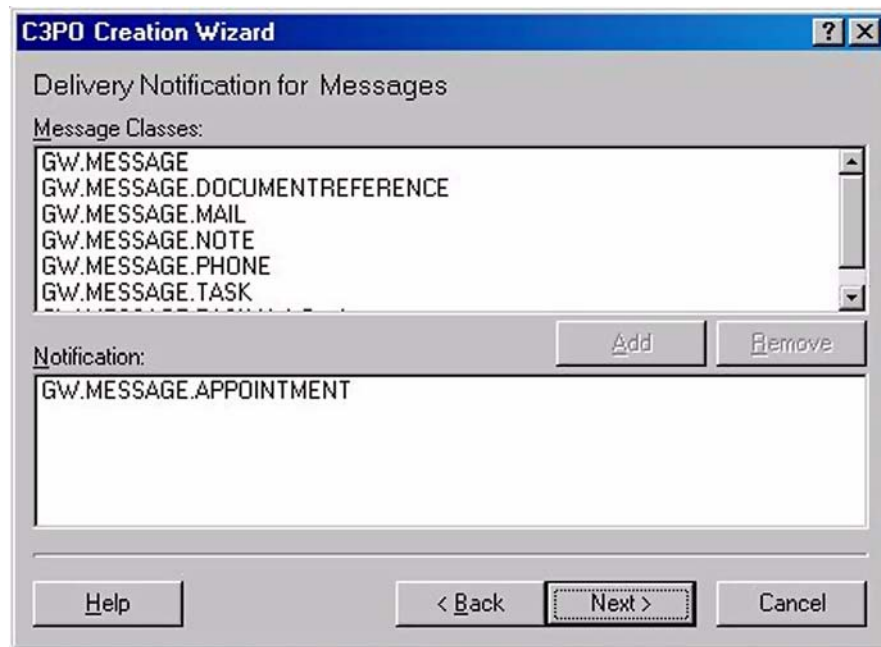 C3PO Creation Wizard
Delivery Notification for Messages
Message Classes:
GW.MESSAGE
GW.MESSAGE.DOCUMENTREFERENCE
GW.MESSAGE.MAIL
GW.MESSAGE.NOTE
GW.MESSAGE.PHONE
GW.MESSAGE.TASK
Add
Remove
Notification:
GW.MESSAGE.APPOINTMENT
Help
< Back
Next >
Cancel